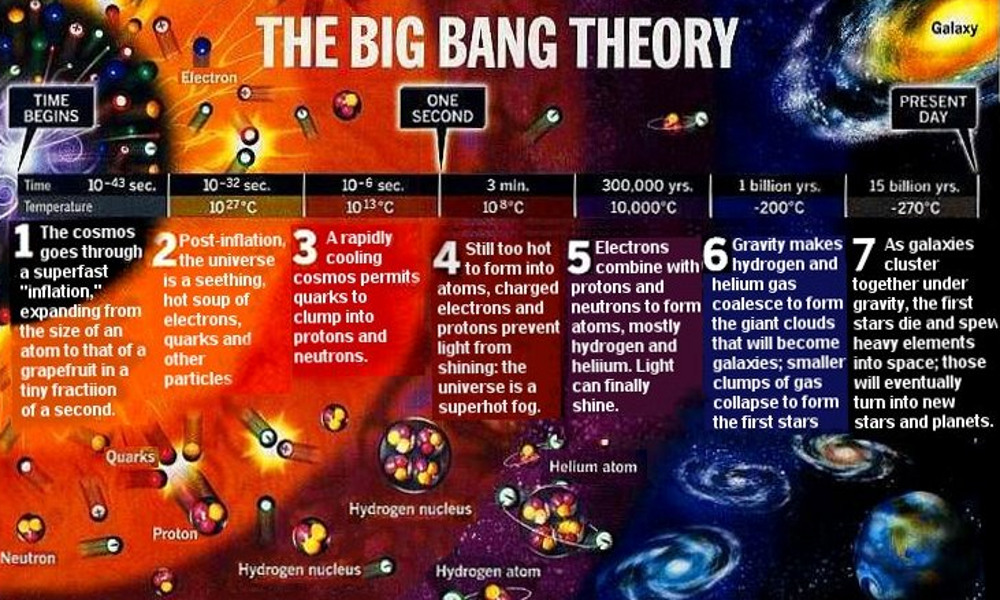 THE BIG BANG THEORY
Galaxy
Electron
TIME
BEGINS
ONE
SECOND
PRESENT
DAY
Time 10-43 sec. 10-32 sec. 10-6 sec. 3 min. 300,000 yrs. 1 billion yrs. 15 billion yrs.
Temperature 10 27°C 10 13°C 10 8°C 10,000°C -200°C -270°C
1 The cosmos
goes through
a superfast
"inflation,"
expanding from
the size of an
atom to that of a
grapefruit in a
tiny fractiion
of a second.
2 Post-inflation,
the universe
is a seething,
hot soup of
electrons,
quarks and
other
particles
3 A rapidly
cooling
cosmos permits
quarks to
clump into
protons and
neutrons.
4 Still too hot
to form into
atoms, charged
electrons and
protons prevent
light from
shining: the
universe is a
superhot fog.
5 Electrons
combine with
protons and
neutrons to form
atoms, mostly
hydrogen and
heliium. Light
can finally
shine.
6 Gravity makes
hydrogen and
helium gas
coalesce to form
the giant clouds
that will become
galaxies; smaller
clumps of gas
collapse to form
the first stars
7 As galaxies
cluster
together under
gravity, the first
stars die and spew
heavy elements
into space; those
will eventually
turn into new
stars and planets.
Quarks
Helium atom
Hydrogen nucleus
Proton
Neutron
Hydrogen nucleus
Hydrogen atom